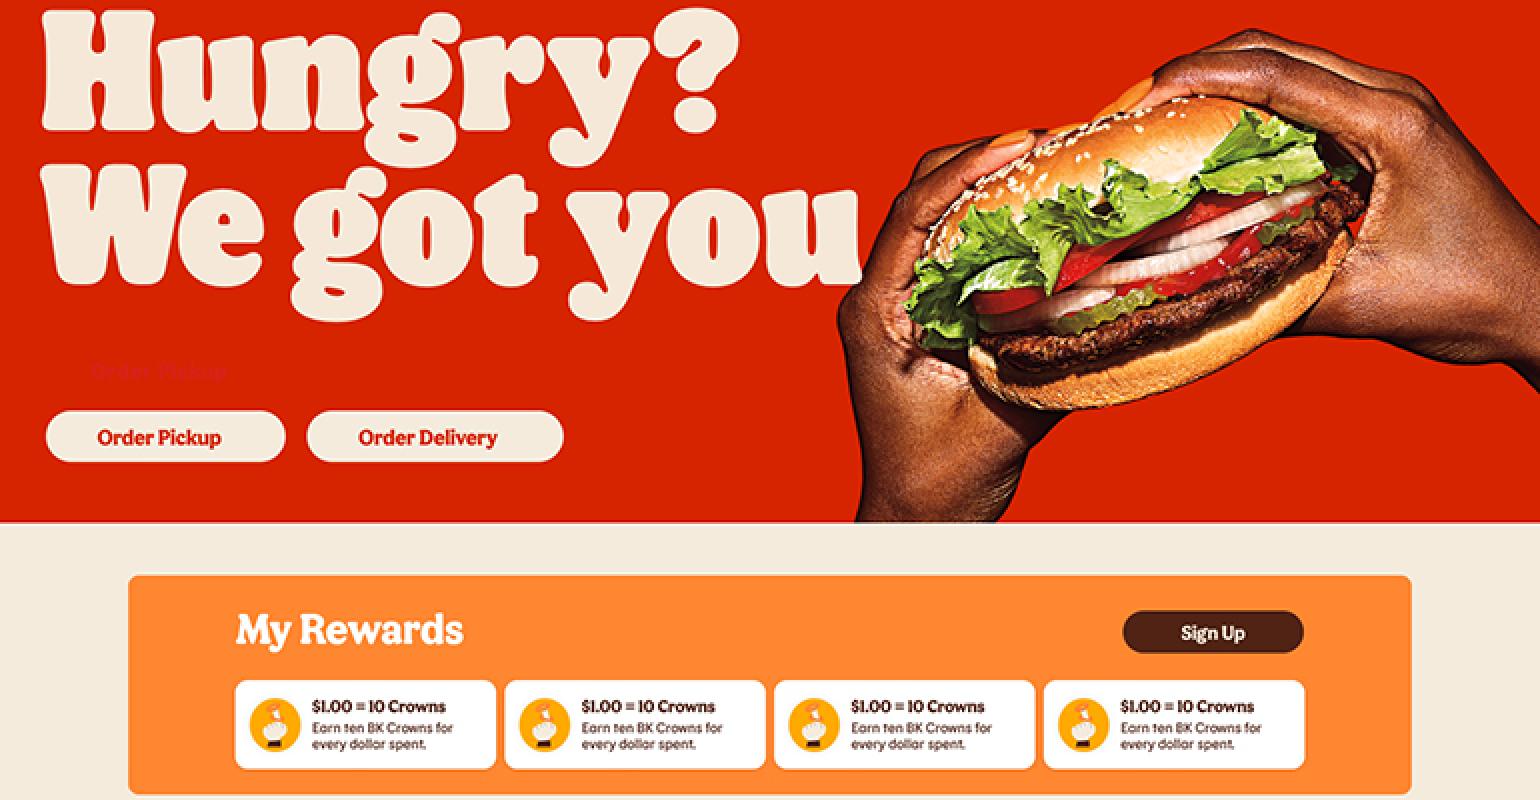 Hungry?
We got you
Order Pickup
Order Pickup
Order Delivery
My Rewards
Sign Up
$1.00 = 10 Crowns
Earn ten BK Crowns for
every dollar spent.
$1.00 = 10 Crowns
Earn ten BK Crowns for
every dollar spent.
$1.00 = 10 Crowns
Earn ten BK Crowns for
every dollar spent.
$1.00 = 10 Crowns
Earn ten BK Crowns for
every dollar spent.